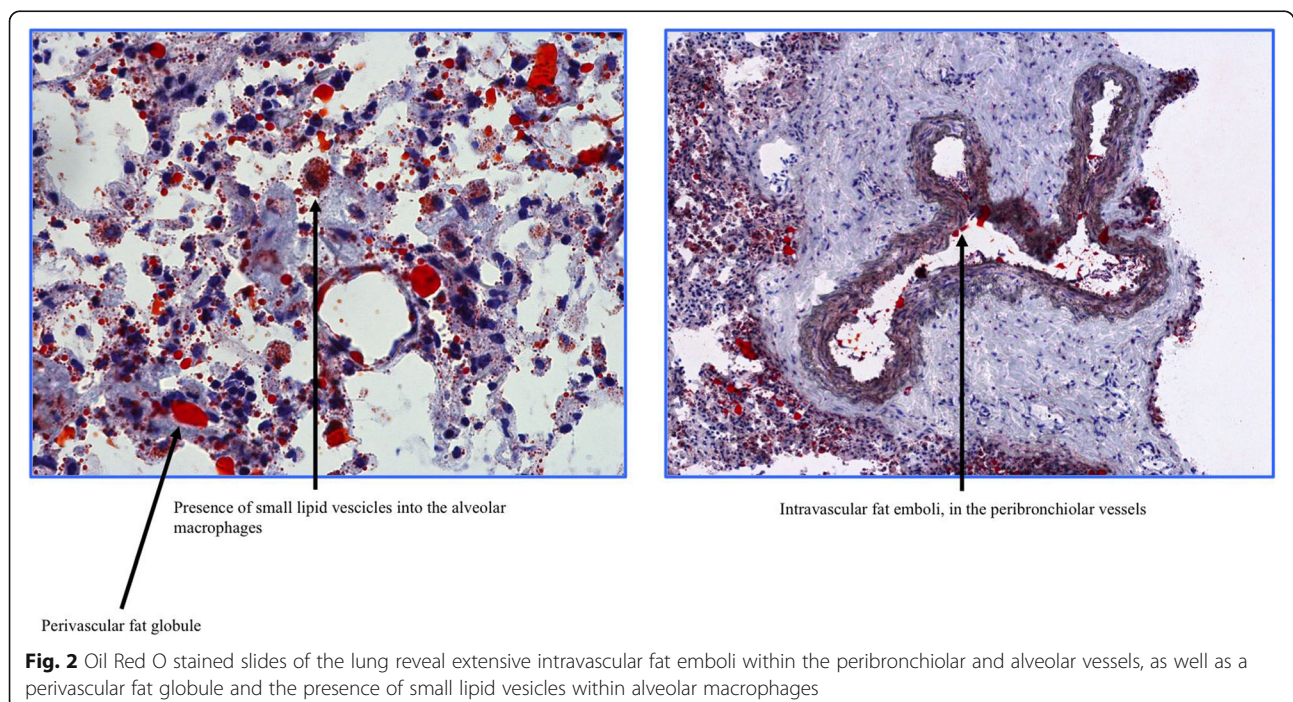 Presence of small lipid vescicles into the alveolar
macrophages
Intravascular fat emboli, in the peribronchiolar vessels
Perivascular fat globule
Fig. 2 Oil Red O stained slides of the lung reveal extensive intravascular fat emboli within the peribronchiolar and alveolar vessels, as well as a
perivascular fat globule and the presence of small lipid vesicles within alveolar macrophages